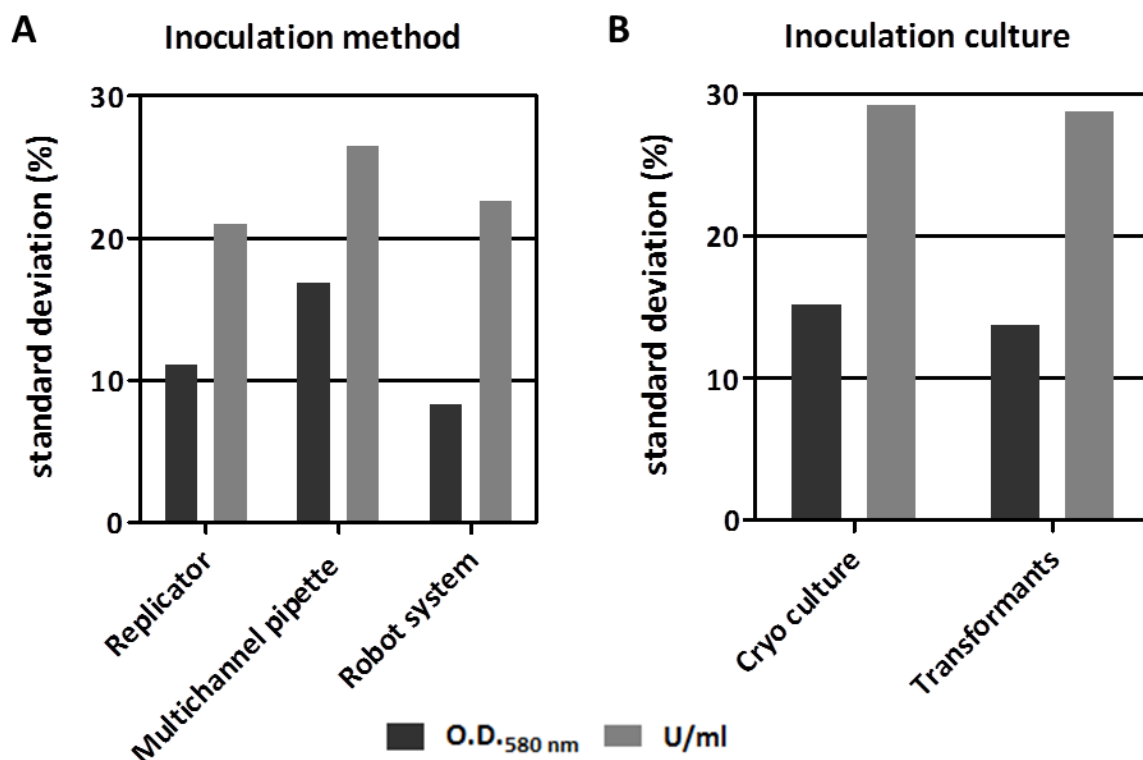 A
Inoculation method
standard deviation (%)
30
20
10
0
Replicator
Multichannel pipette
Robot system
B
Inoculation culture
standard deviation (%)
30
20
10
0
Cryo culture
Transformants
O.D.580 nm
U/ml